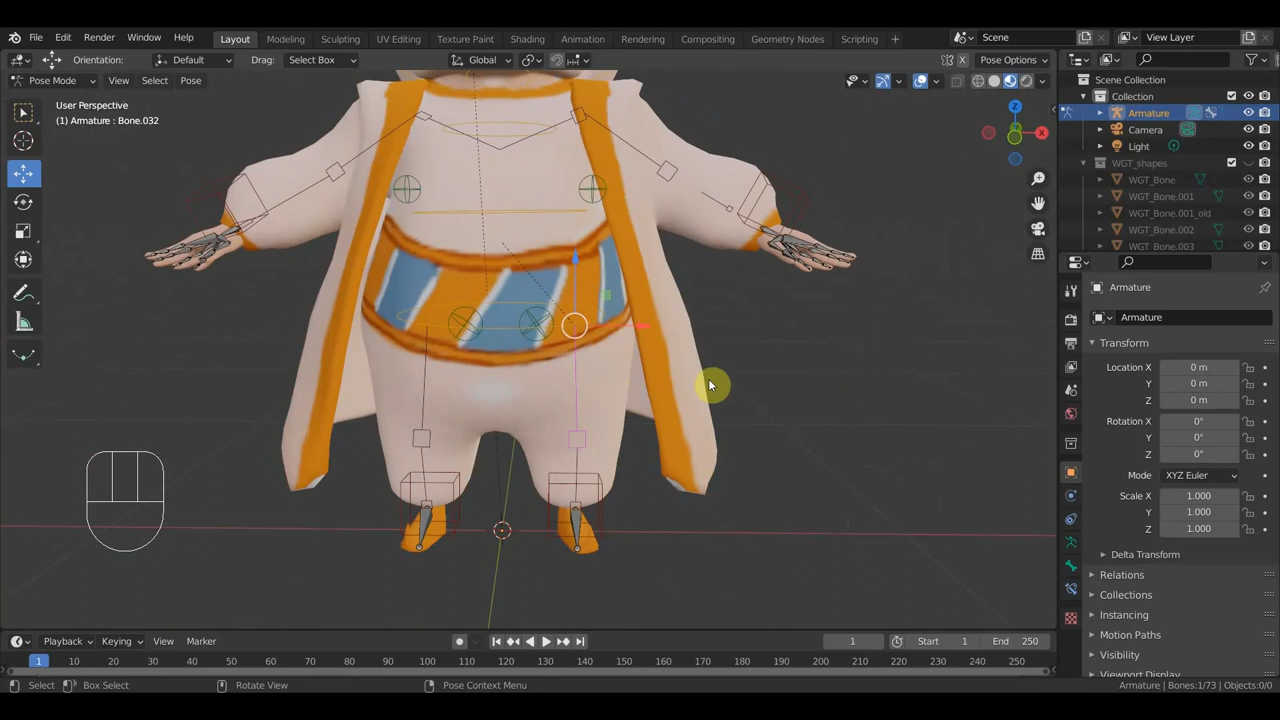 File Edit Render Window Help Layout Modeling Sculpting UV Editing Texture Paint Shading Animation Rendering Compositing Geometry Nodes Scripting + Scene View Layer
Orientation: Default Drag: Select Box Global X Pose Options
Pose Mode View Select Pose
User Perspective
(1) Armature : Bone.032
Z
X
Scene Collection
Collection
Armature
Camera
Light
WGT_shapes
WGT_Bone
WGT_Bone.001
WGT_Bone.001_old
WGT_Bone.002
WGT_Bone.003
Armature
Armature
Transform
Location X 0 m
Y 0 m
Z 0 m
Rotation X 0°
Y 0°
Z 0°
Mode XYZ Euler
Scale X 1.000
Y 1.000
Z 1.000
Delta Transform
Relations
Collections
Instancing
Motion Paths
Visibility
Viewport Display
Playback Keying View Marker 1 Start 1 End 250
1 10 20 30 40 50 60 70 80 90 100 110 120 130 140 150 160 170 180 190 200 210 220 230 240 250
Select Box Select Rotate View Pose Context Menu Armature | Bones:1/73 | Objects:0/0